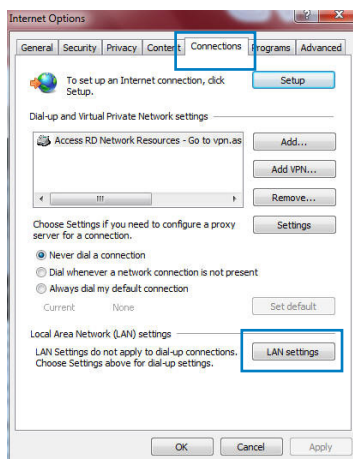 Internet Options
General Security Privacy Content Connections Programs Advanced
To set up an Internet connection, click
Setup.
Setup
Dial-up and Virtual Private Network settings
Access RD Network Resources - Go to vpn.as
Add...
Add VPN...
Remove...
Choose Settings if you need to configure a proxy
server for a connection.
Settings
Never dial a connection
Dial whenever a network connection is not present
Always dial my default connection
Current None
Set default
Local Area Network (LAN) settings
LAN Settings do not apply to dial-up connections.
Choose Settings above for dial-up settings.
LAN settings
OK Cancel Apply